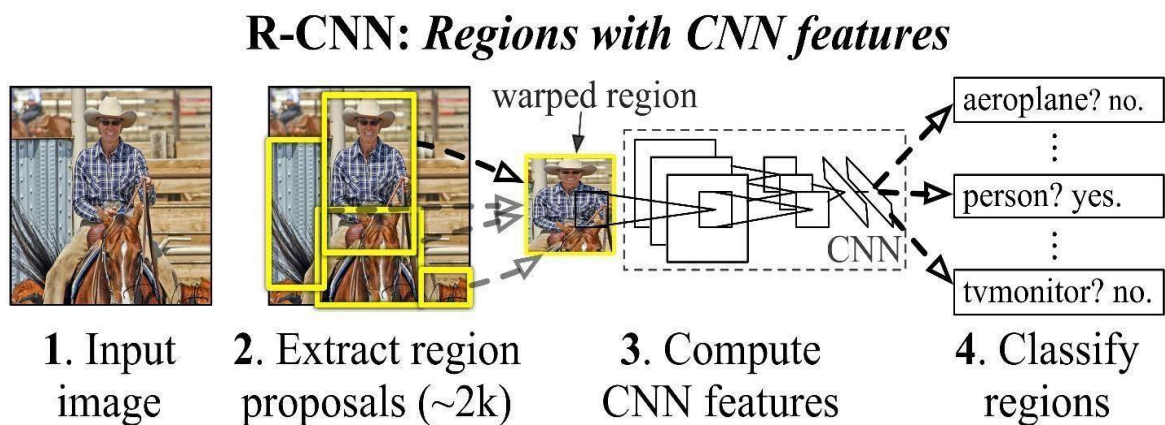 R-CNN: Regions with CNN features
warped region
aeroplane? no.
⋮
person? yes.
⋮
tvmonitor? no.
CNN
1. Input
image
2. Extract region
proposals (~2k)
3. Compute
CNN features
4. Classify
regions